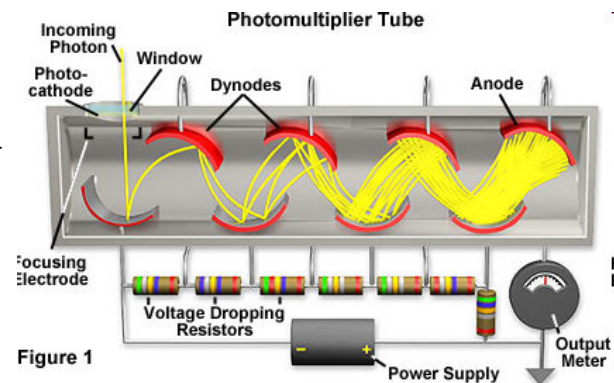 Photomultiplier Tube
Incoming
Photon
Window
Photo-
cathode
Dynodes
Anode
Focusing
Electrode
Voltage Dropping
Resistors
Output
Meter
Power Supply
Figure 1